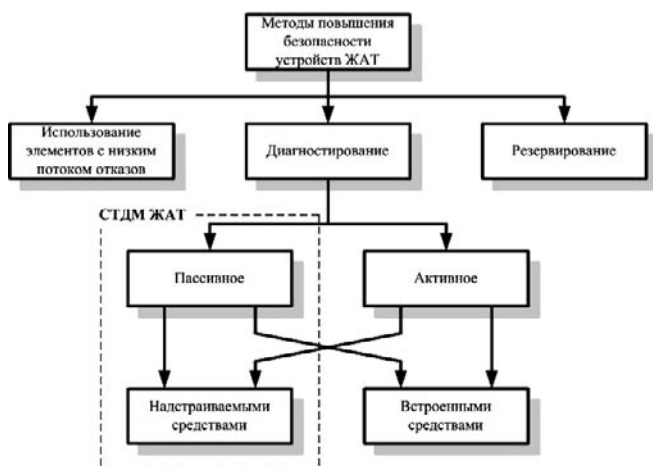 Методы повышения
безопасности
устройств ЖАТ
Использование
элементов с низким
потоком отказов
Диагностирование
Резервирование
СТДМ ЖАТ
Пассивное
Активное
Надстраиваемыми
средствами
Встроенными
средствами